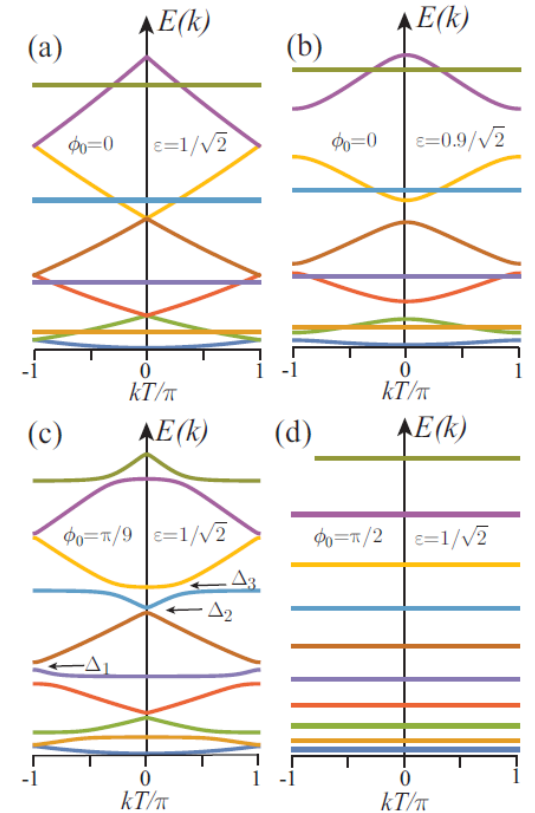 (a)
E(k)
ϕ₀=0
ε=1/√2
-1
0
1
kT/π
(b)
E(k)
ϕ₀=0
ε=0.9/√2
-1
0
1
kT/π
(c)
E(k)
ϕ₀=π/9
ε=1/√2
Δ₃
Δ₂
Δ₁
-1
0
1
kT/π
(d)
E(k)
ϕ₀=π/2
ε=1/√2
-1
0
1
kT/π